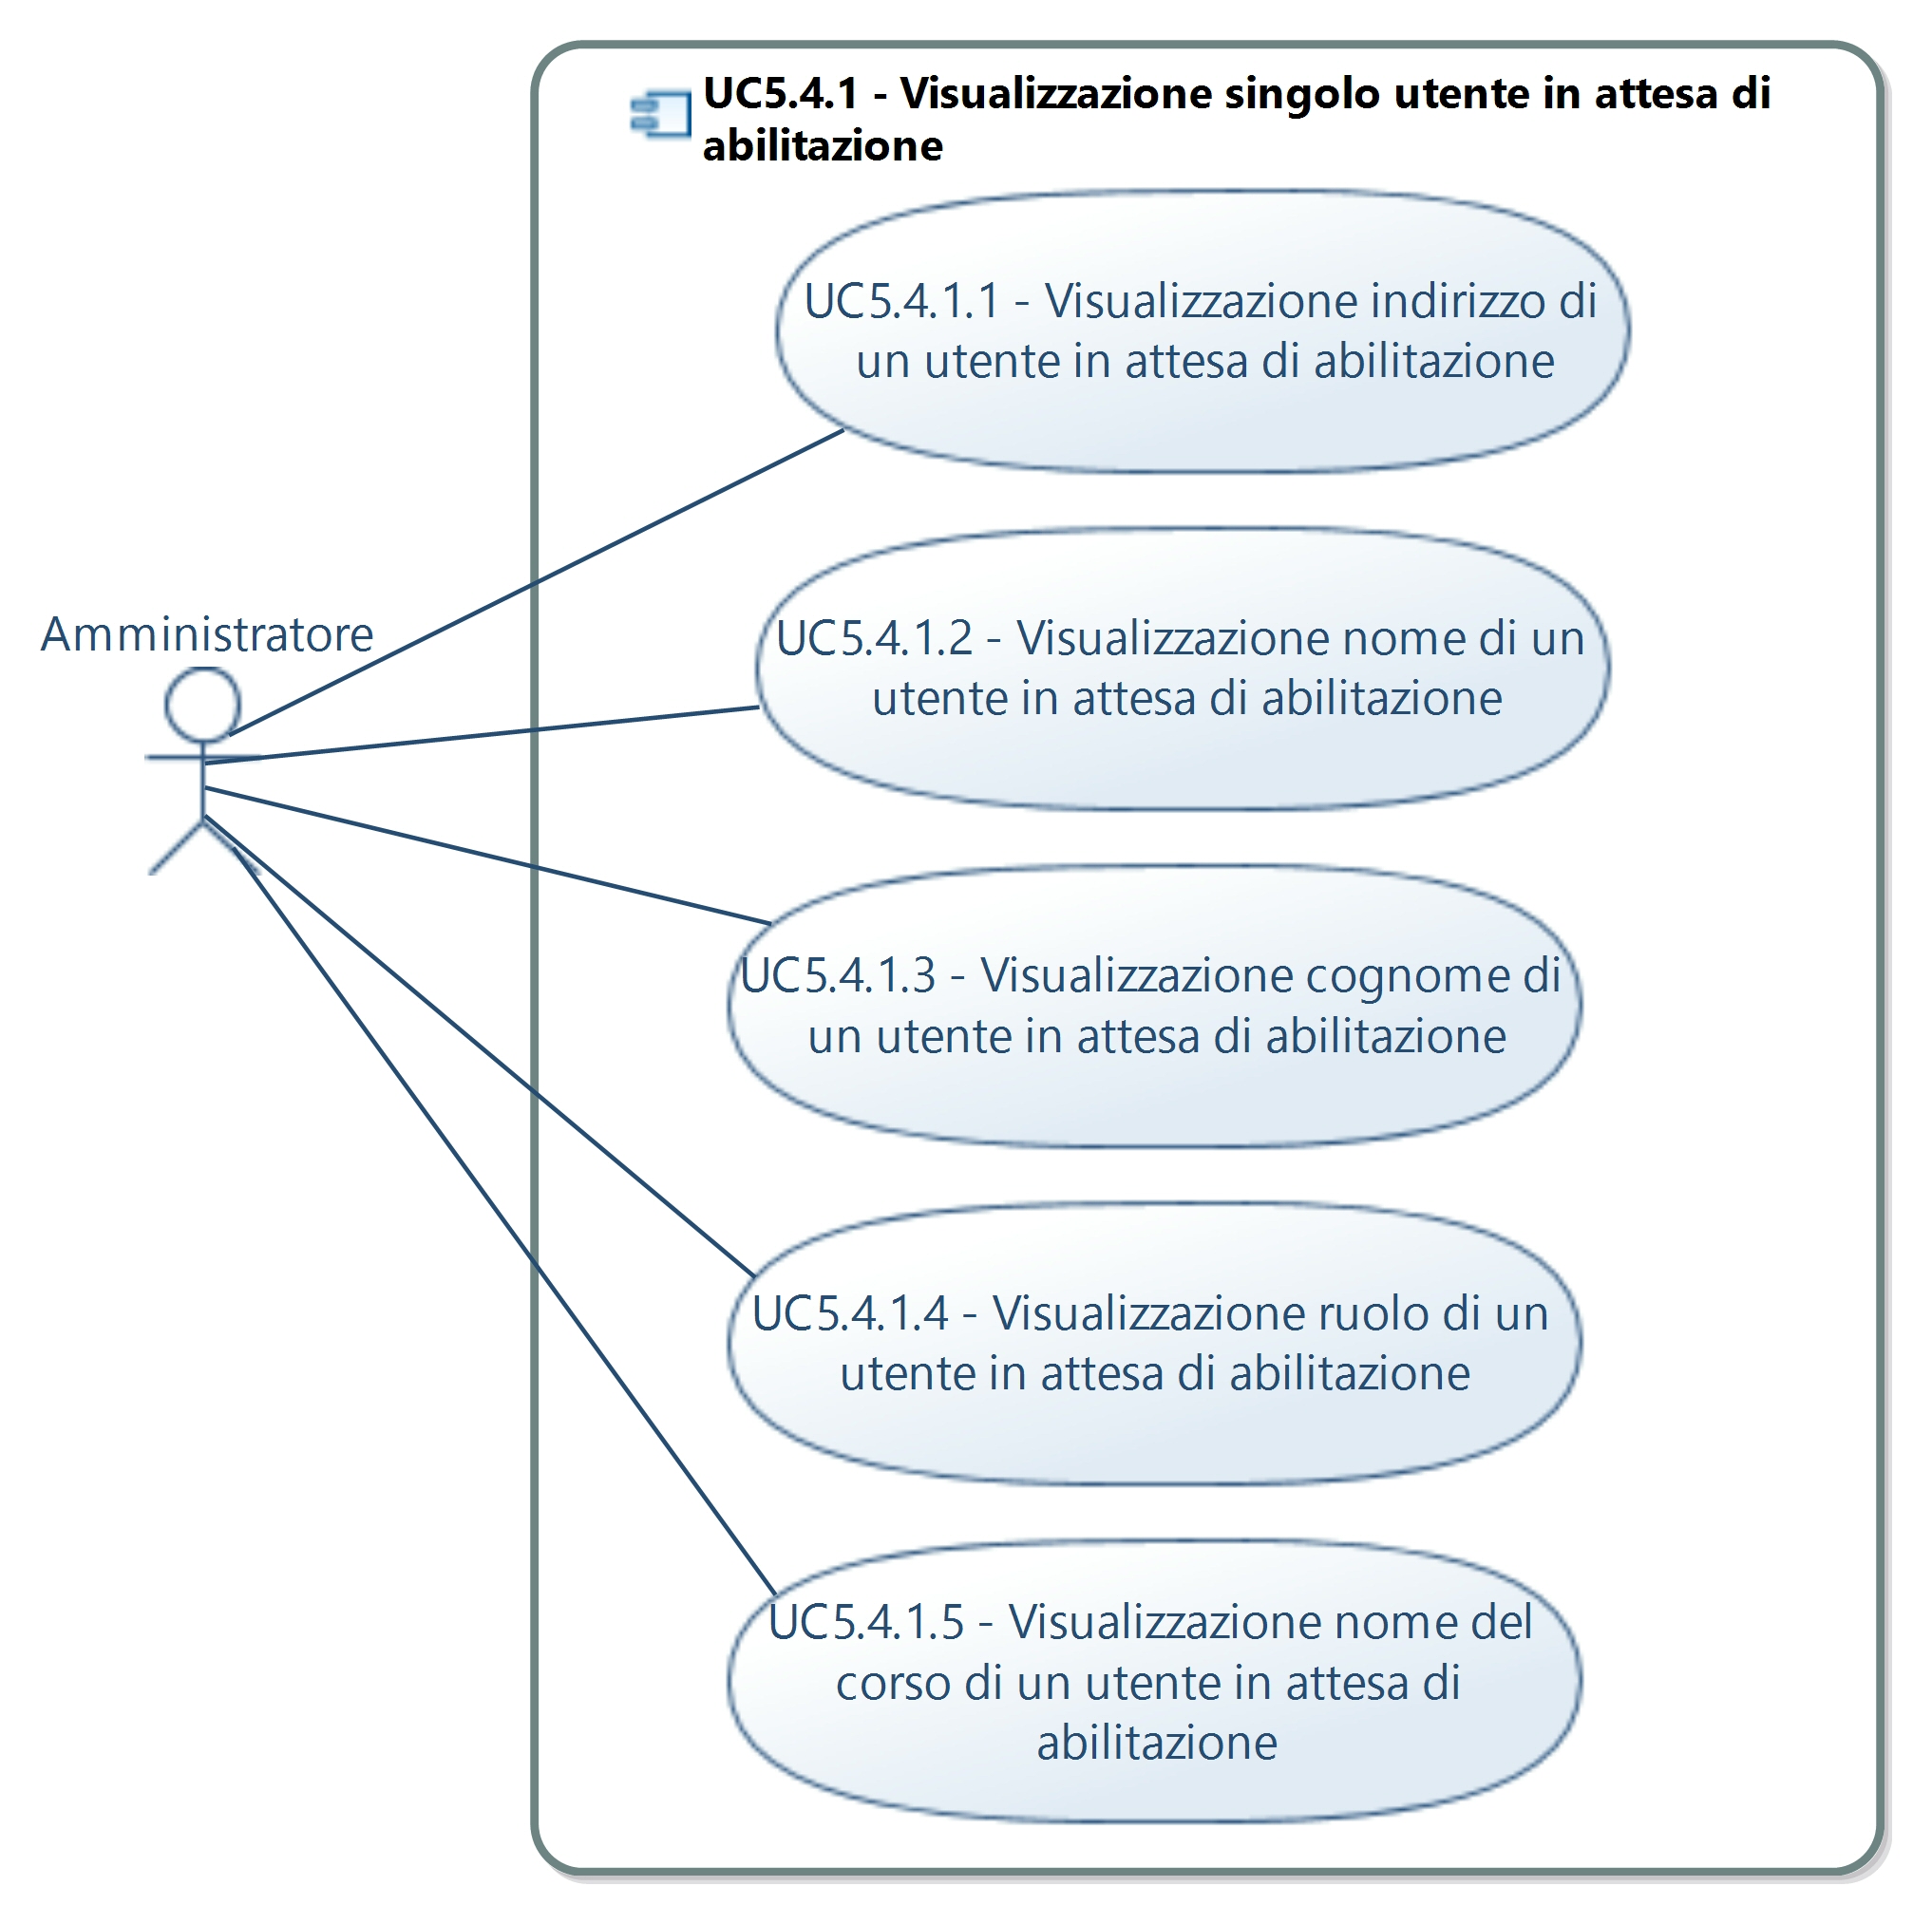 UC5.4.1 - Visualizzazione singolo utente in attesa di
abilitazione
UC5.4.1.1 - Visualizzazione indirizzo di
un utente in attesa di abilitazione
Amministratore
UC5.4.1.2 - Visualizzazione nome di un
utente in attesa di abilitazione
UC5.4.1.3 - Visualizzazione cognome di
un utente in attesa di abilitazione
UC5.4.1.4 - Visualizzazione ruolo di un
utente in attesa di abilitazione
UC5.4.1.5 - Visualizzazione nome del
corso di un utente in attesa di
abilitazione